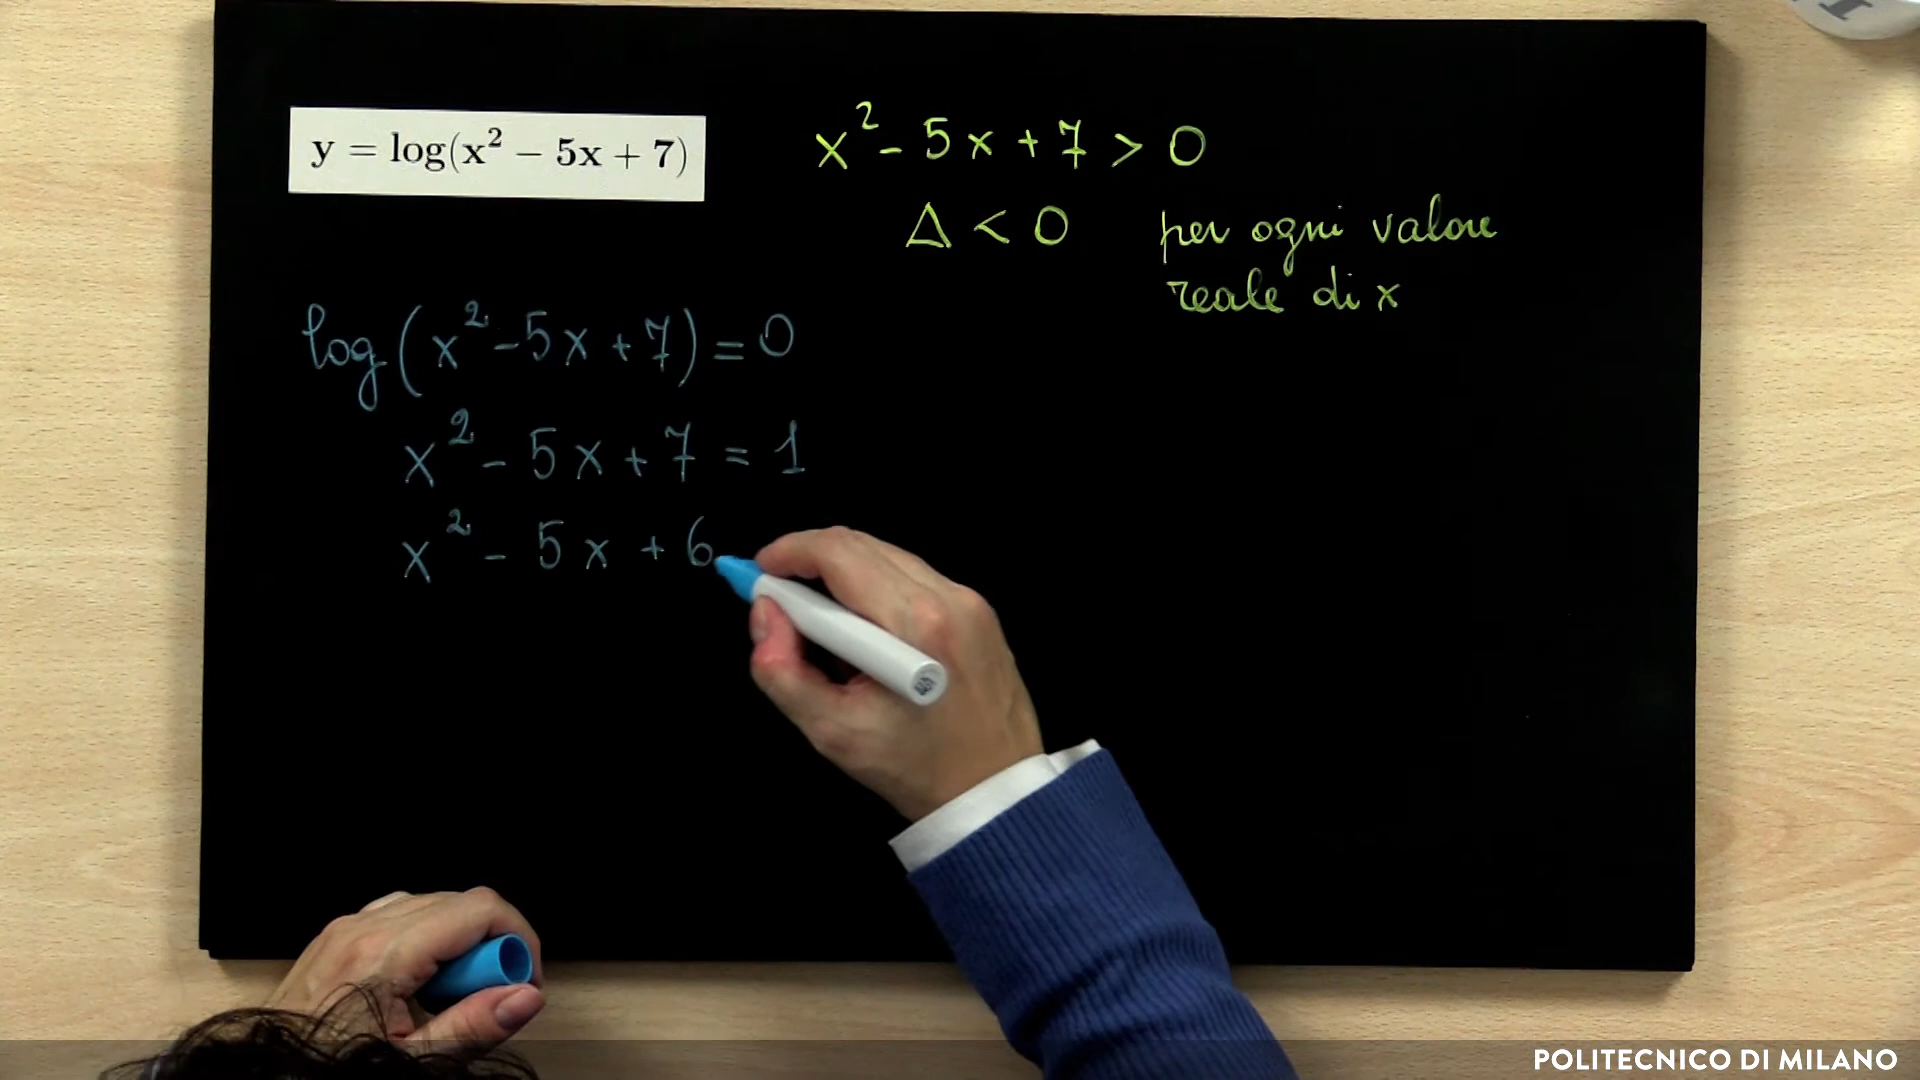 y = log(x² − 5x + 7)
x² - 5x + 7 > 0
Δ < 0 per ogni valore
reale di x
log(x² - 5x + 7) = 0
x² - 5x + 7 = 1
x² - 5x + 6
POLITECNICO DI MILANO